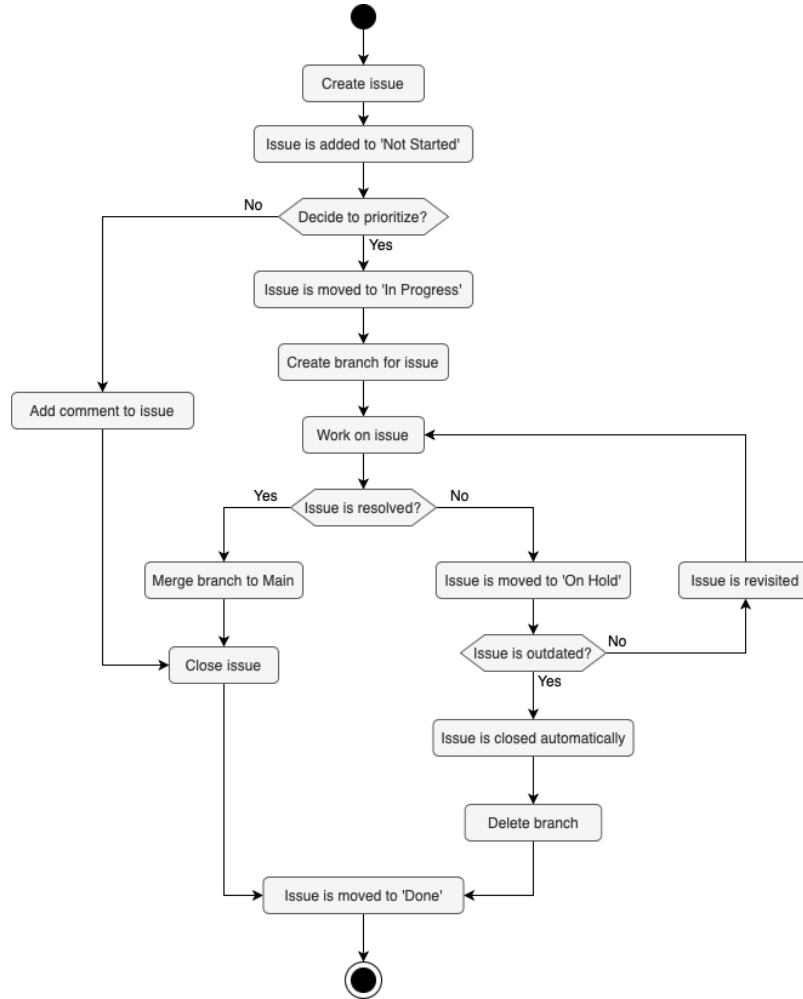 Create issue
Issue is added to 'Not Started'
No
Decide to prioritize?
Yes
Issue is moved to 'In Progress'
Create branch for issue
Add comment to issue
Work on issue
Yes
Issue is resolved?
No
Merge branch to Main
Issue is moved to 'On Hold'
Issue is revisited
Close issue
Issue is outdated?
No
Yes
Issue is closed automatically
Delete branch
Issue is moved to 'Done'